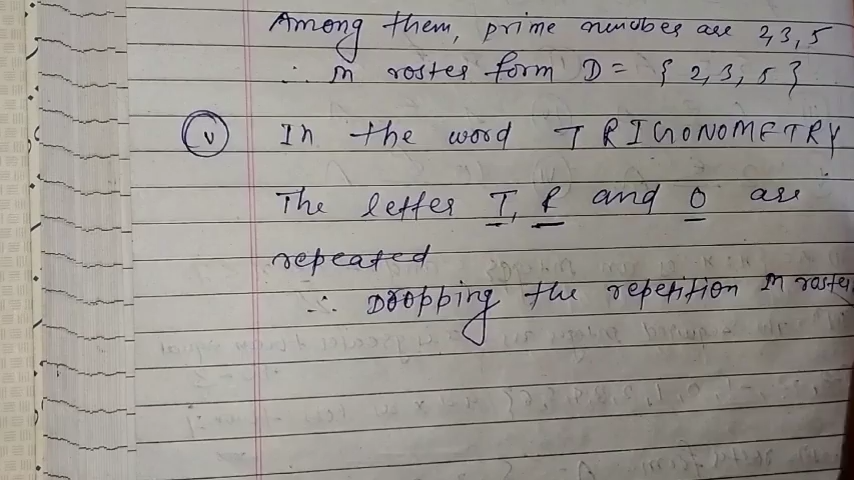 Among them, prime numbers are 2,3,5
∴ In roster form D = { 2, 3, 5 }
(v) In the word TRIGONOMETRY
The letter T, R and O are
repeated
∴ Dropping the repetition in roster